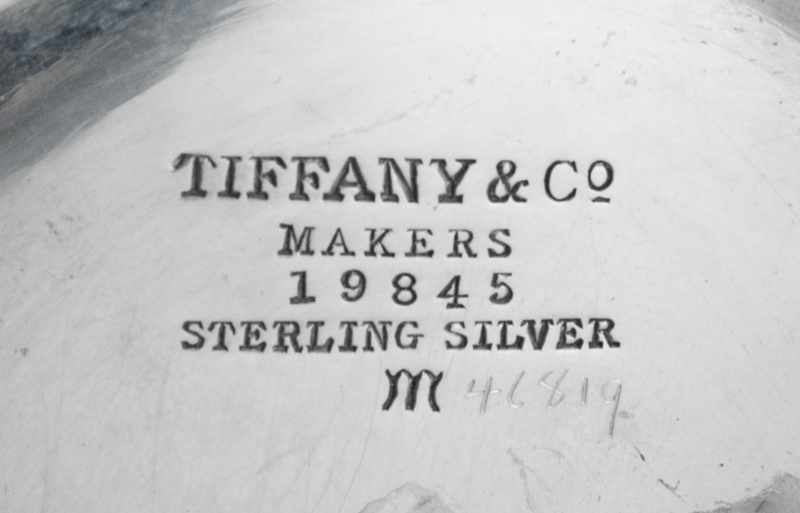 TIFFANY & Cº
MAKERS
19845
STERLING SILVER
M 46819